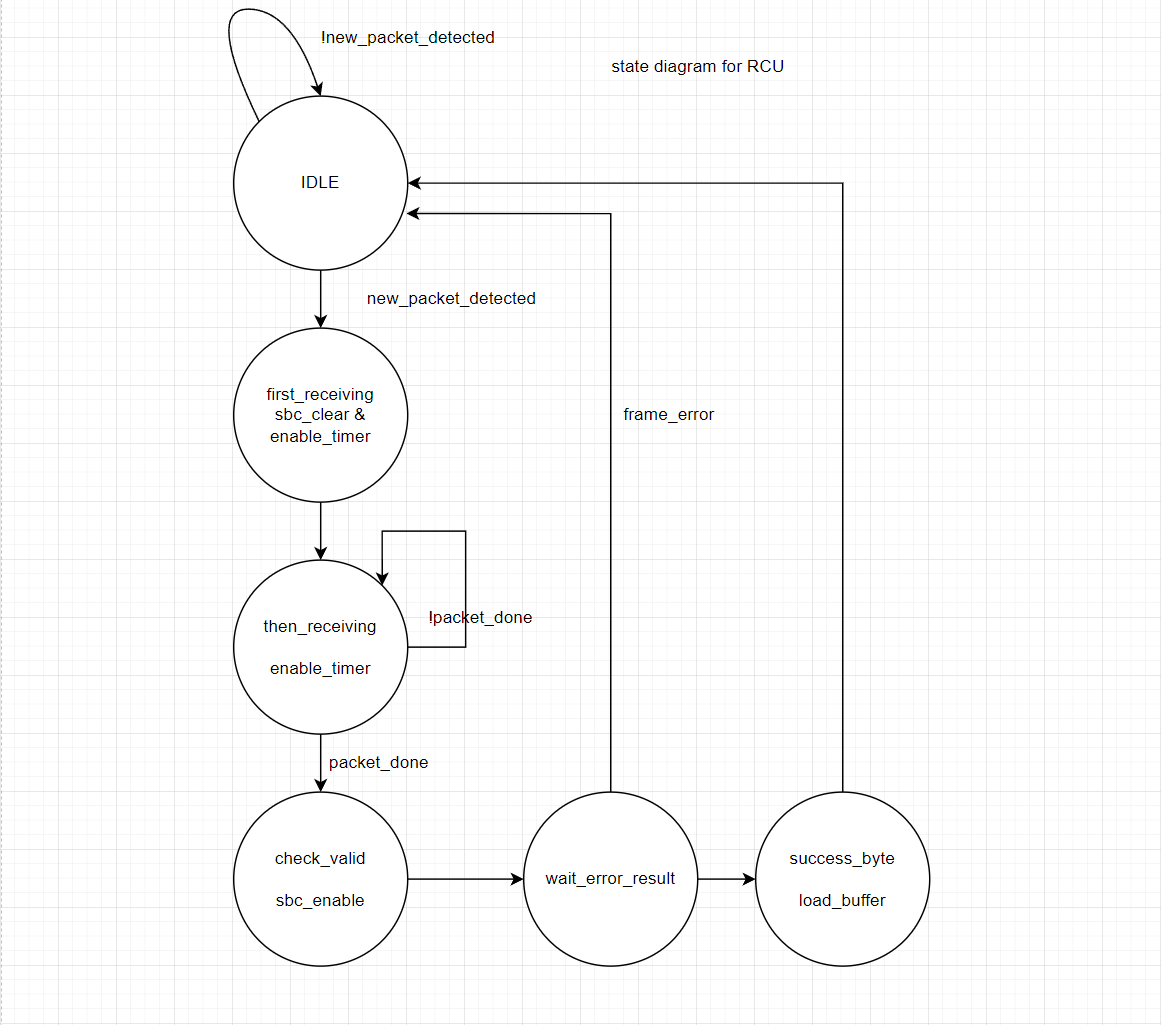 !new_packet_detected
state diagram for RCU
IDLE
new_packet_detected
first_receiving
sbc_clear &
enable_timer
frame_error
!packet_done
then_receiving
enable_timer
packet_done
check_valid
sbc_enable
wait_error_result
success_byte
load_buffer